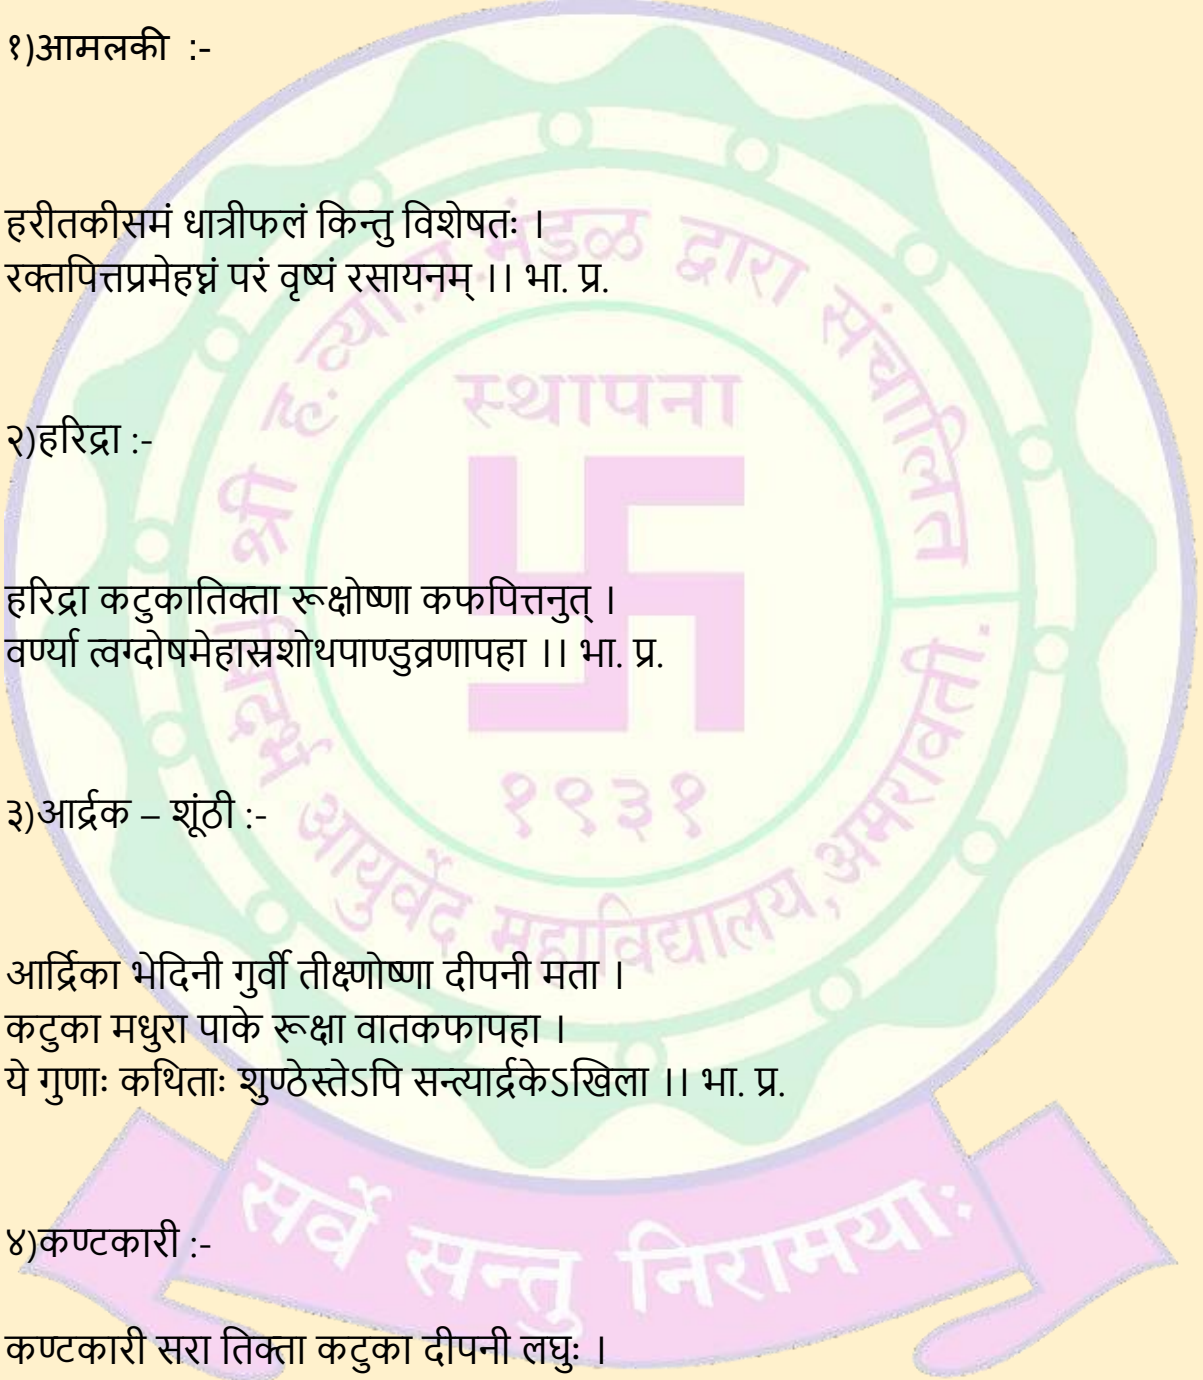 १)आमलकी :-
हरीतकीसमं धात्रीफलं किन्तु विशेषतः ।
रक्तपित्तप्रमेहघ्नं परं वृष्यं रसायनम् ।। भा. प्र.
२)हरिद्रा :-
हरिद्रा कटुकातिक्ता रूक्षोष्णा कफपित्तनुत् ।
वर्ण्या त्वग्दोषमेहास्रशोथपाण्डुव्रणापहा ।। भा. प्र.
३)आर्द्रक – शूंठी :-
आर्द्रिका भेदिनी गुर्वी तीक्ष्णोष्णा दीपनी मता ।
कटुका मधुरा पाके रूक्षा वातकफापहा ।
ये गुणाः कथिताः शुण्ठेस्तेऽपि सन्त्यार्द्रकेऽखिला ।। भा. प्र.
४)कण्टकारी :-
कण्टकारी सरा तिक्ता कटुका दीपनी लघुः ।
श्री ह. व्या.प्र. मंडळ द्वारा संचालित
स्थापना
१९३१
विदर्भ आयुर्वेद महाविद्यालय, अमरावती.
सर्वे सन्तु निरामयाः